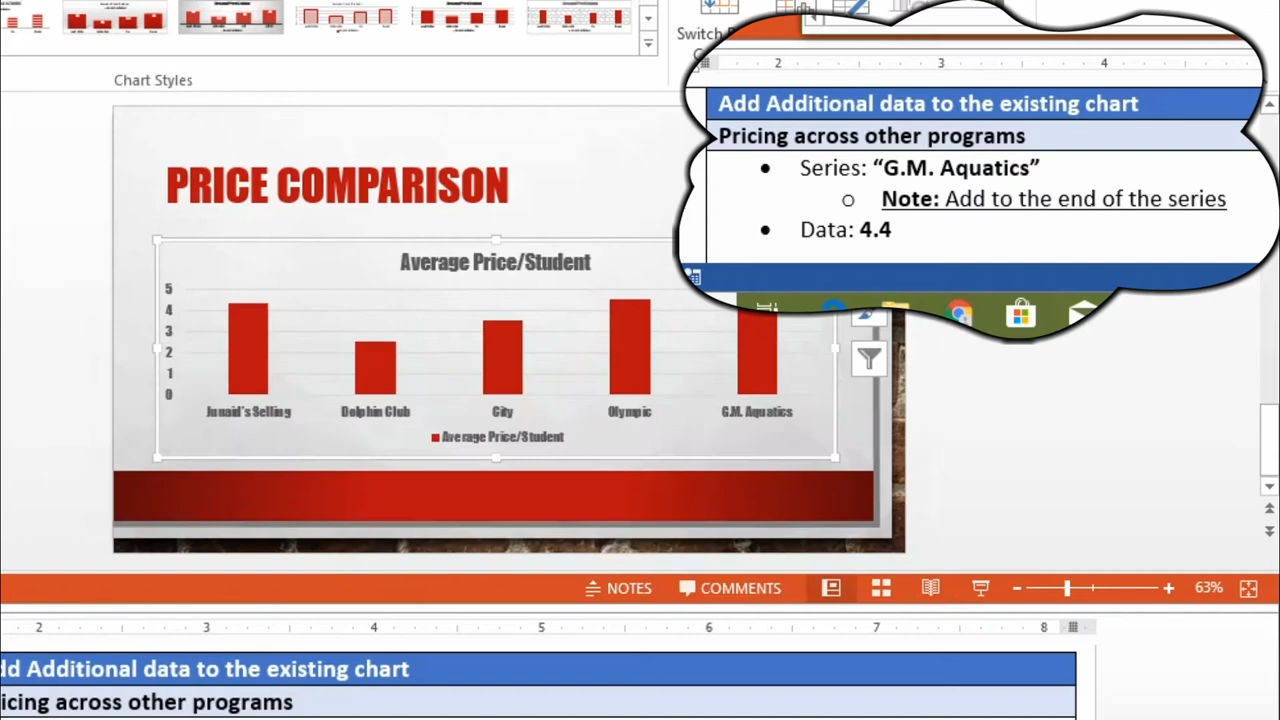 Switch
Chart Styles
2 3 4
Add Additional data to the existing chart
Pricing across other programs
• Series: “G.M. Aquatics”
○ Note: Add to the end of the series
• Data: 4.4
PRICE COMPARISON
Average Price/Student
5
4
3
2
1
0
Junaid's Selling Dolphin Club City Olympic G.M. Aquatics
Average Price/Student
NOTES COMMENTS 63%
2 3 4 5 6 7 8
dd Additional data to the existing chart
icing across other programs